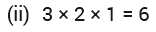 (ii) 3 × 2 × 1 = 6